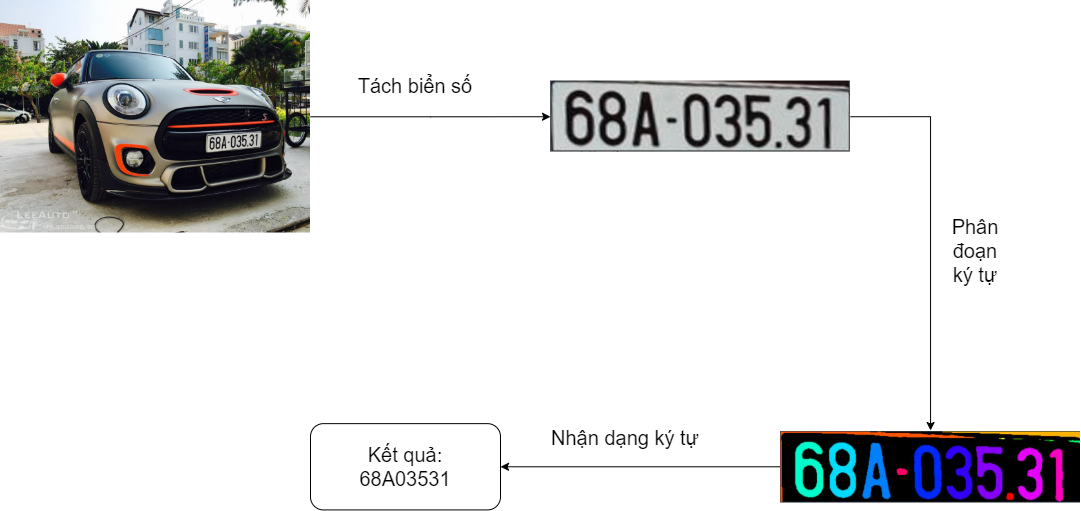 68A-035.31
LEEAUTO
Tách biển số
68A-035.31
Phân
đoạn
ký tự
68A-035.31
Nhận dạng ký tự
Kết quả:
68A03531